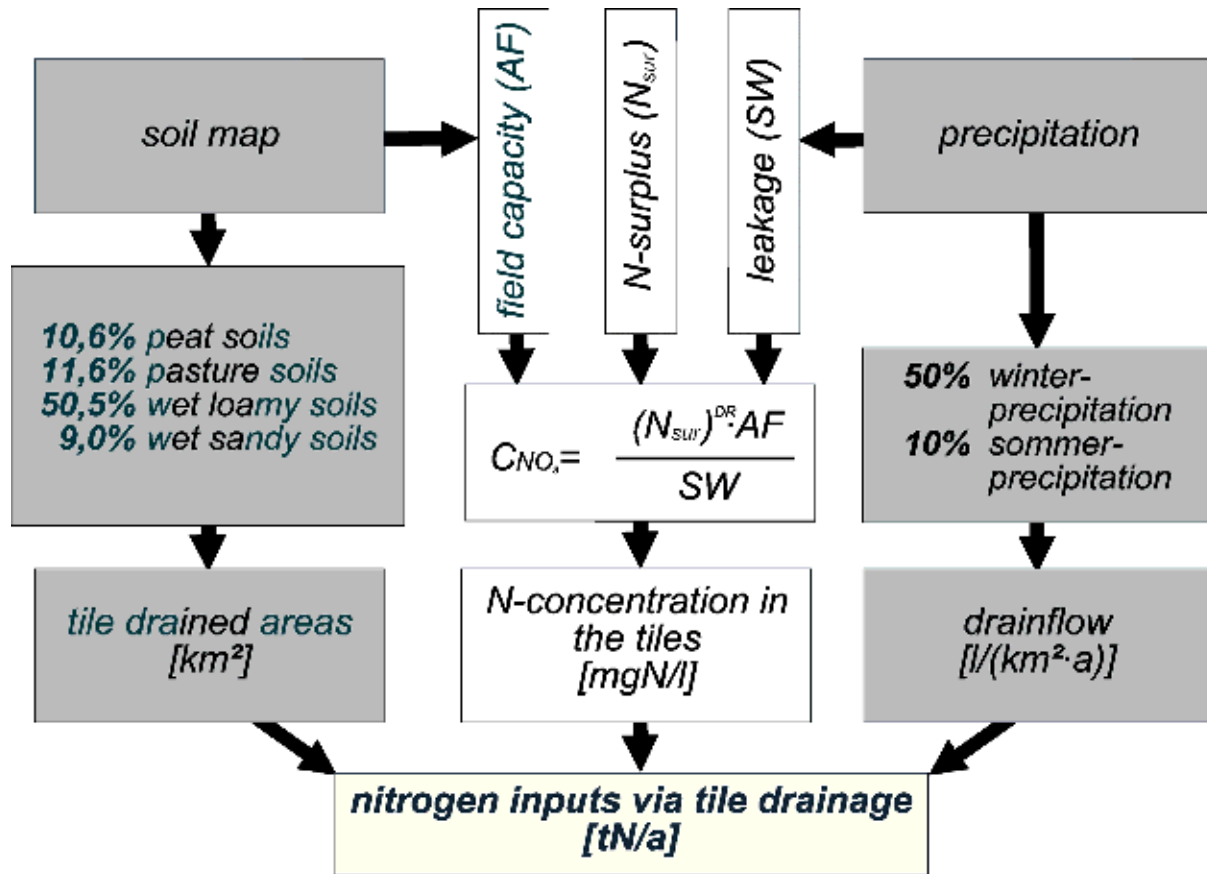 soil map
field capacity (AF)
N-surplus (Nsur)
leakage (SW)
precipitation
10,6% peat soils
11,6% pasture soils
50,5% wet loamy soils
9,0% wet sandy soils
(Nsur)^DR·AF
CNO₃=
SW
50% winter-
precipitation
10% sommer-
precipitation
tile drained areas
[km²]
N-concentration in
the tiles
[mgN/l]
drainflow
[l/(km²·a)]
nitrogen inputs via tile drainage
[tN/a]